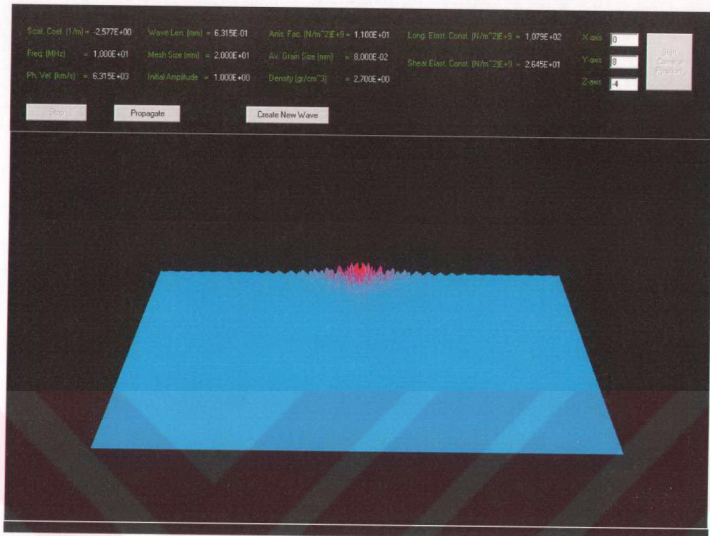 Scat. Coef. (1/m) = -2,577E+00 Wave Len. (mm) = 6,315E-01 Anis. Fac. (N/m^2)E+9 = 1,100E+01 Long. Elast. Const. (N/m^2)E+9 = 1,079E+02 X-axis 0
Freq. (MHz) = 1,000E+01 Mesh Size (mm) = 2,000E+01 Av. Grain Size (mm) = 8,000E-02 Shear Elast. Const. (N/m^2)E+9 = 2,645E+01 Y-axis 8
Ph. Vel. (km/s) = 6,315E+03 Initial Amplitude = 1,000E+00 Density (gr/cm^3) = 2,700E+00 Z-axis -4
Camera
Position
Stop Propagate Create New Wave